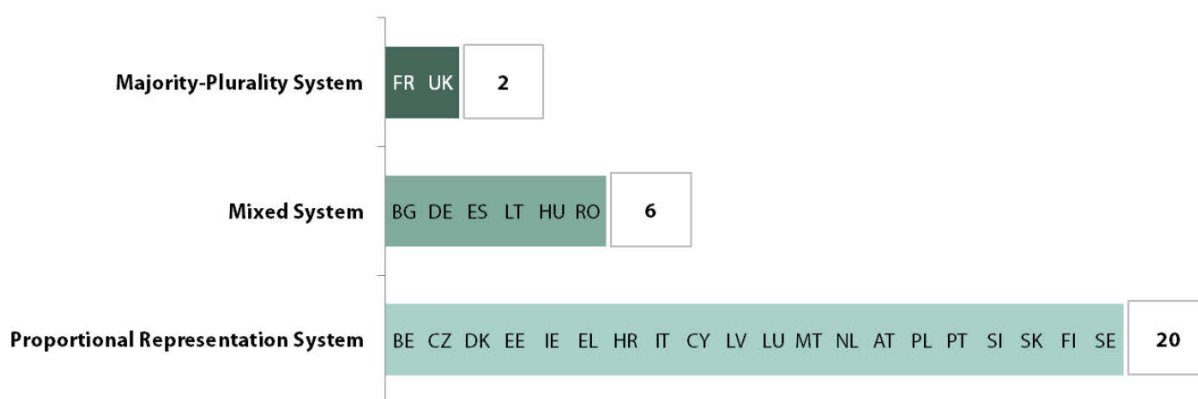 Majority-Plurality System FR UK 2
Mixed System BG DE ES LT HU RO 6
Proportional Representation System BE CZ DK EE IE EL HR IT CY LV LU MT NL AT PL PT SI SK FI SE 20